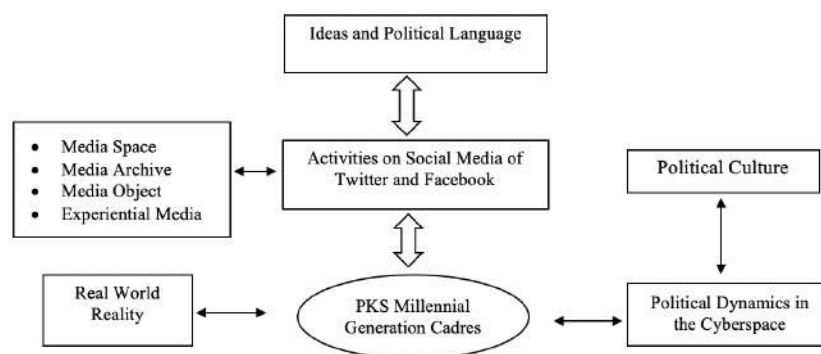 Ideas and Political Language
• Media Space
• Media Archive
• Media Object
• Experiential Media
Activities on Social Media of
Twitter and Facebook
Political Culture
Real World
Reality
PKS Millennial
Generation Cadres
Political Dynamics in
the Cyberspace